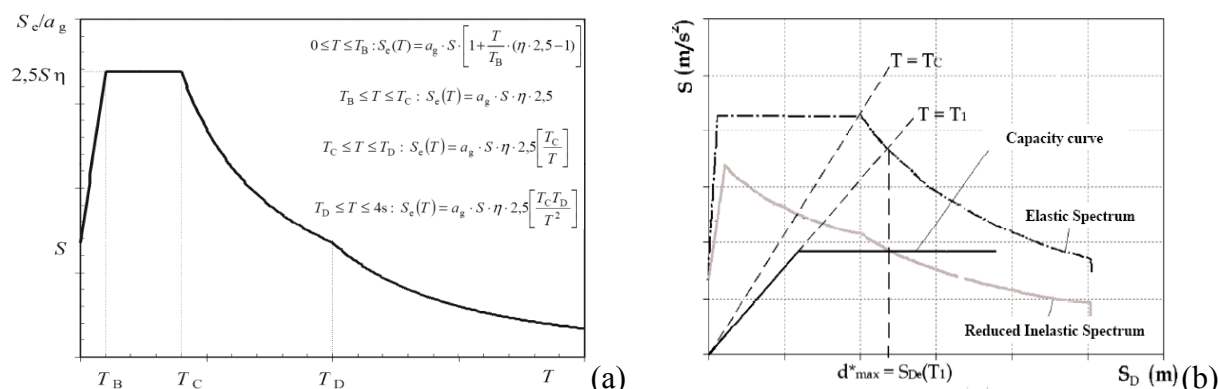 S_e/a_g
0 ≤ T ≤ T_B : S_e(T) = a_g · S · [1 + T/T_B · (η · 2,5 − 1)]
2,5S η
T_B ≤ T ≤ T_C : S_e(T) = a_g · S · η · 2,5
T_C ≤ T ≤ T_D : S_e(T) = a_g · S · η · 2,5 [T_C/T]
T_D ≤ T ≤ 4s : S_e(T) = a_g · S · η · 2,5 [T_C T_D/T^2]
S
T_B T_C T_D T
(a)
S (m/s²)
T = T_C
T = T_1
Capacity curve
Elastic Spectrum
Reduced Inelastic Spectrum
d*_max = S_De(T_1)
S_D (m)
(b)